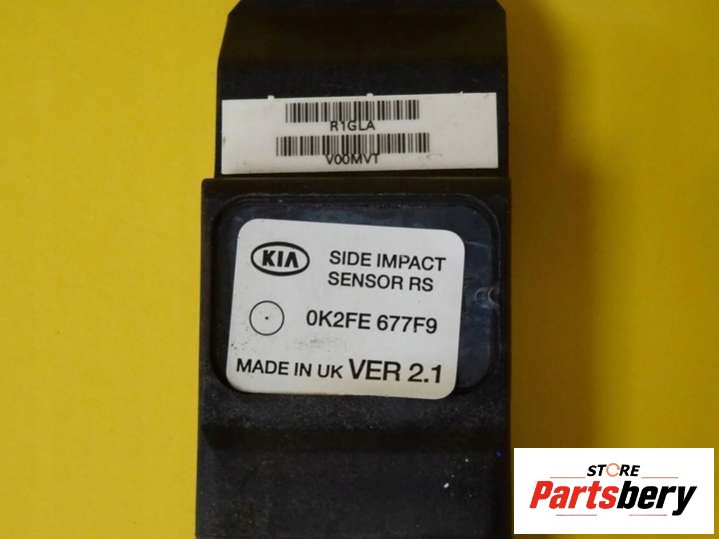 R1GLA
V00MVT
KIA
SIDE IMPACT
SENSOR RS
0K2FE 677F9
MADE IN UK VER 2.1
STORE
Partsbery